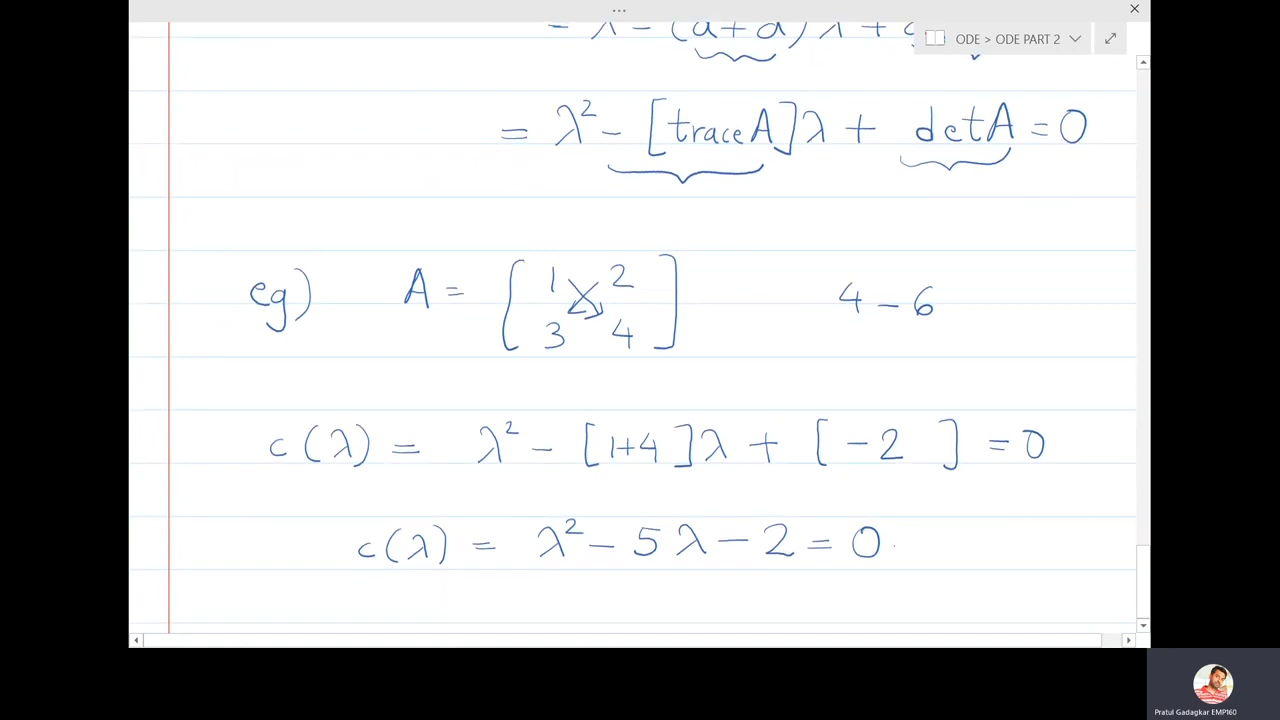 ...
ODE > ODE PART 2
= λ² - (a+d)λ +
= λ² - [trace A]λ + det A = 0
eg) A = [1 2 4 - 6
3 4]
c(λ) = λ² - [1+4]λ + [-2] = 0
c(λ) = λ² - 5λ - 2 = 0.
Pratul Gadagkar EMP160